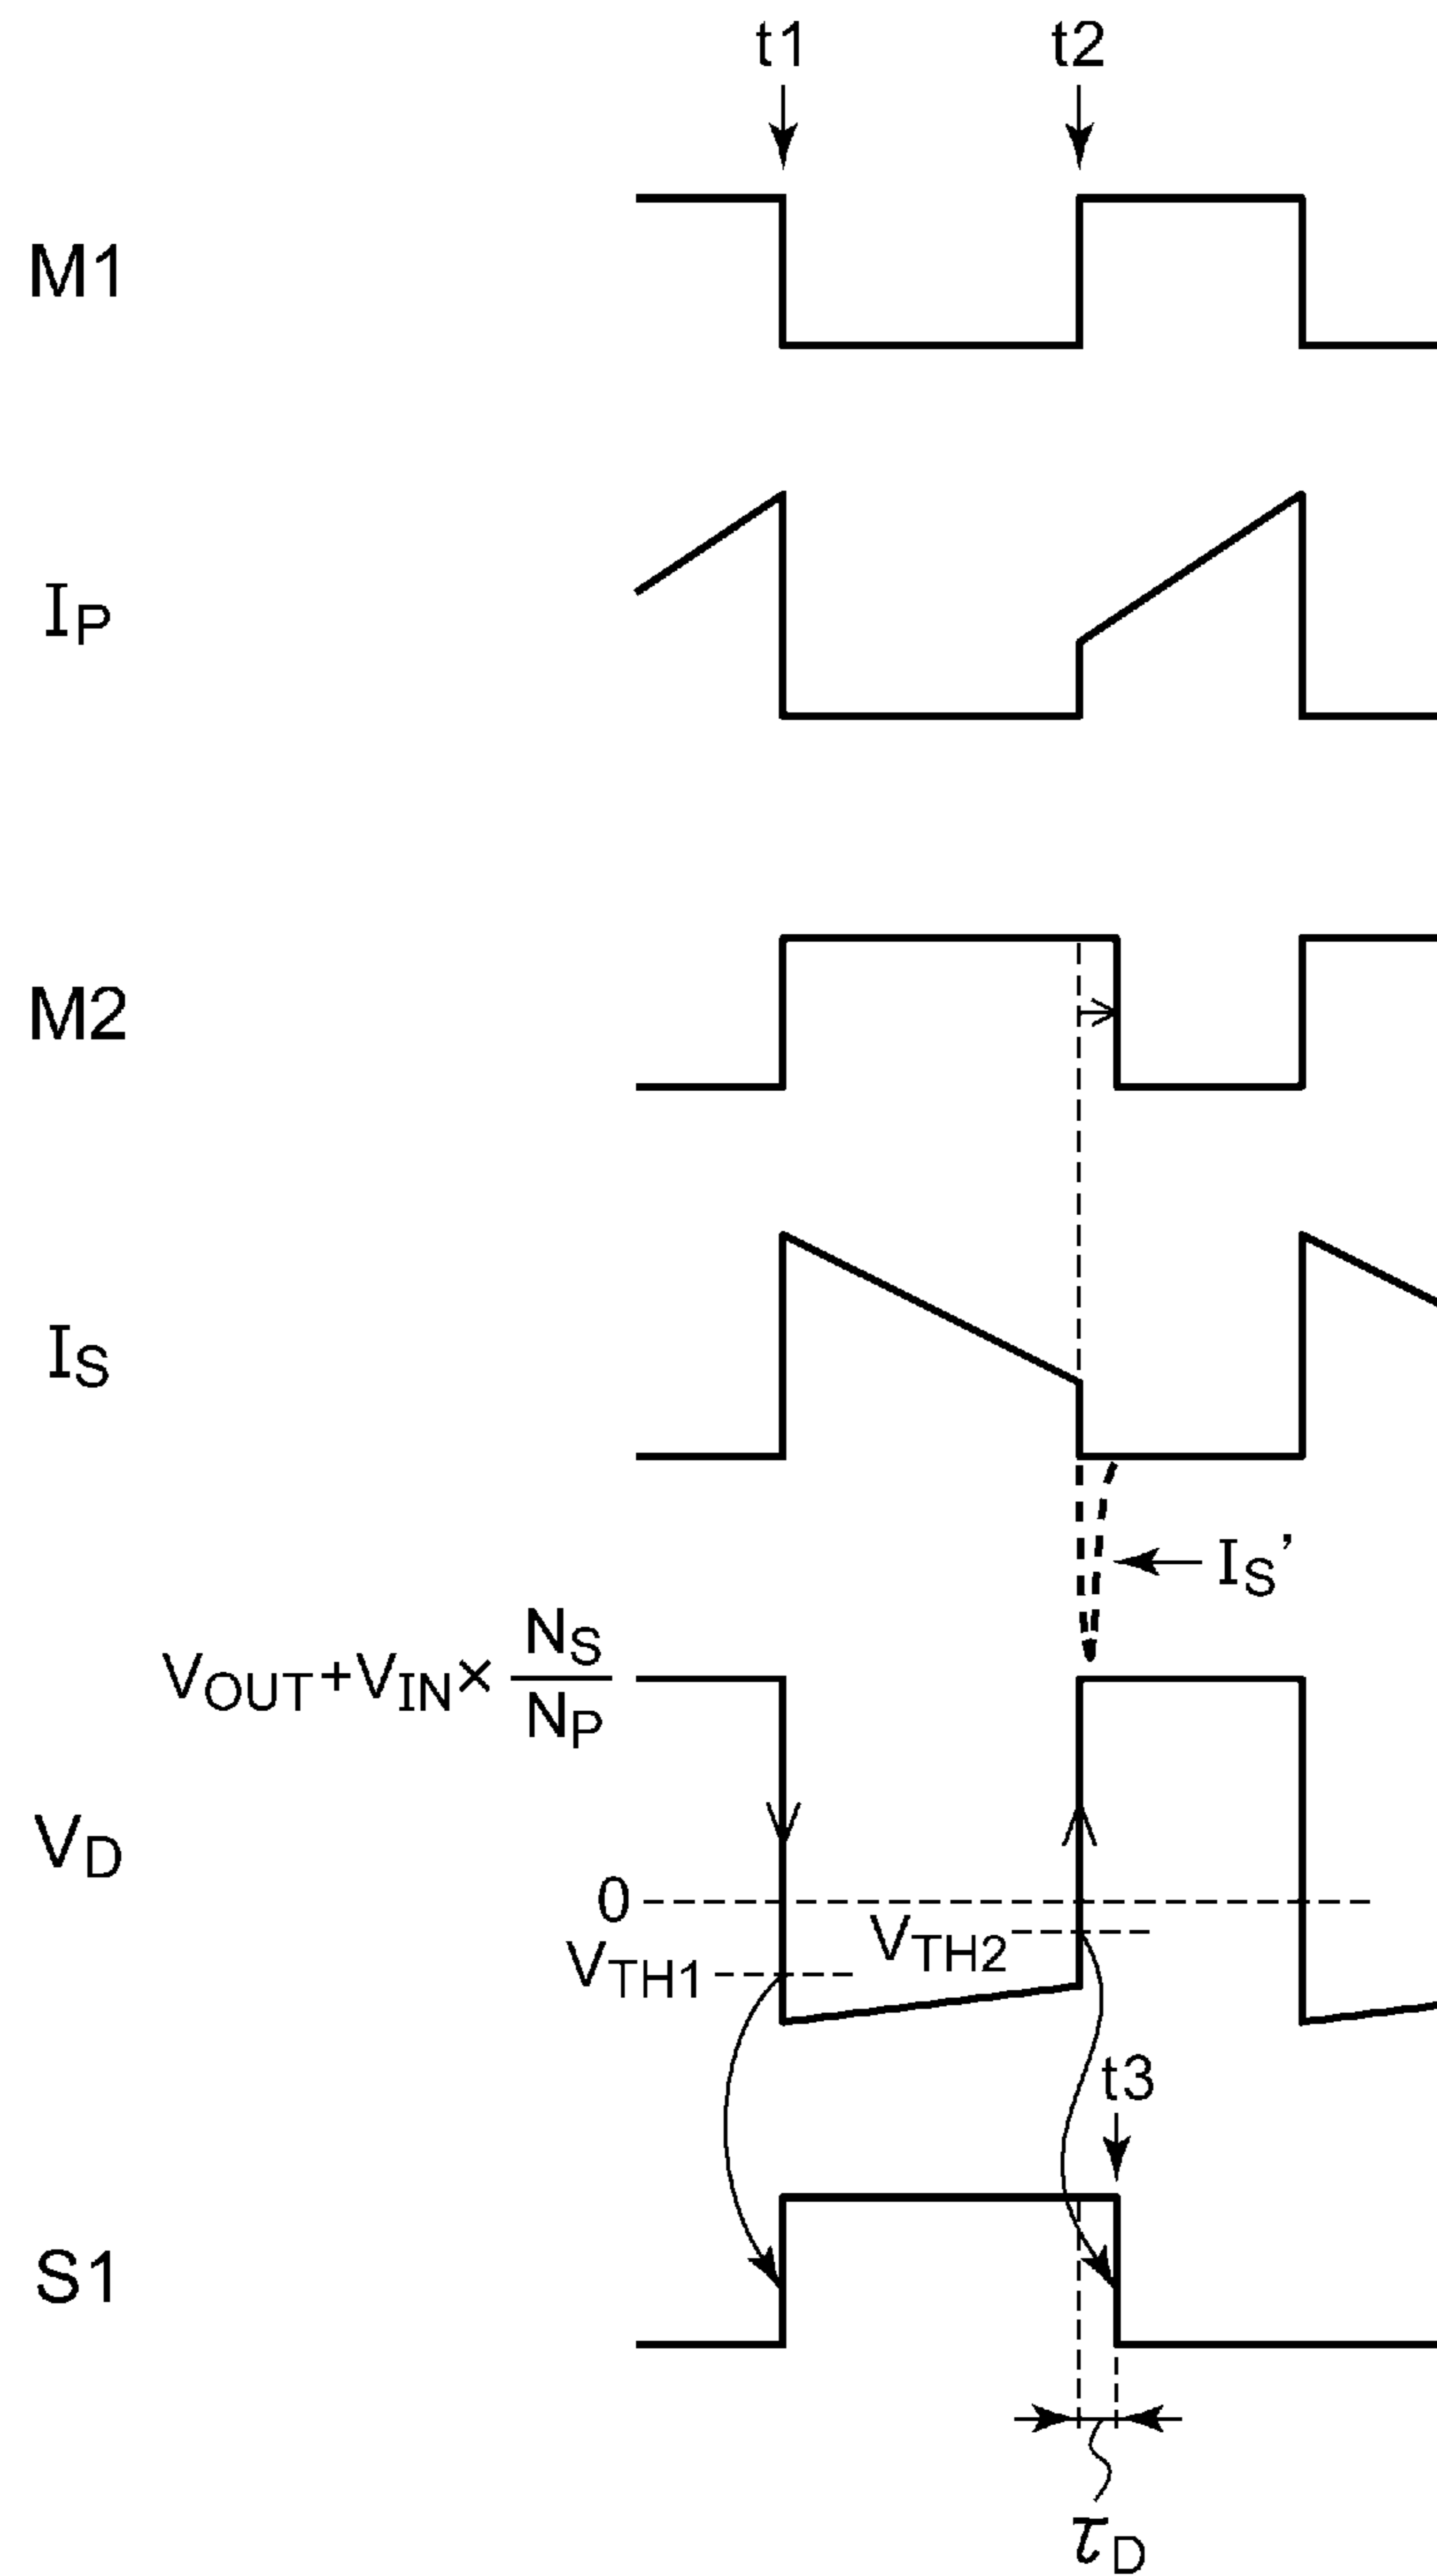 t1 t2
M1
IP
M2
IS
IS'
VOUT+VIN× NS/NP
VD
0
VTH2
VTH1
t3
S1
τD